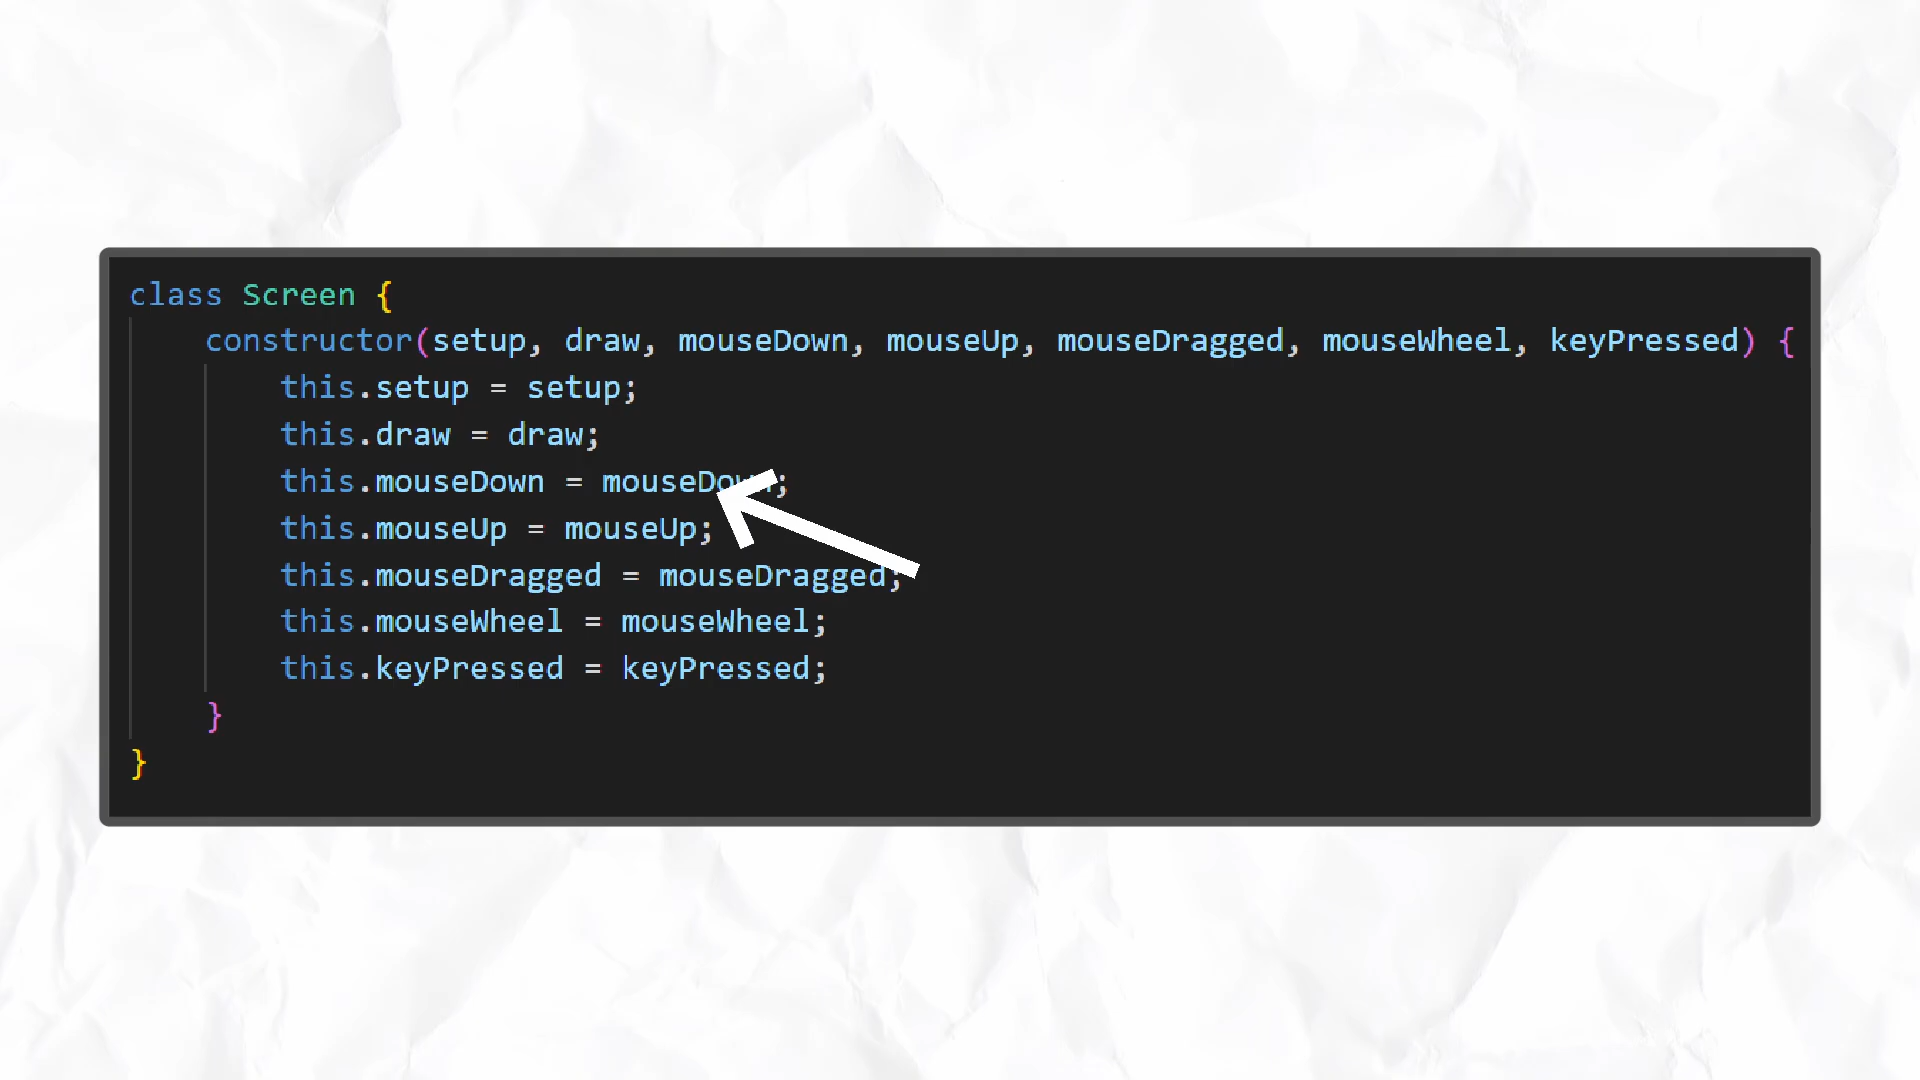 class Screen {
constructor(setup, draw, mouseDown, mouseUp, mouseDragged, mouseWheel, keyPressed) {
this.setup = setup;
this.draw = draw;
this.mouseDown = mouseDown;
this.mouseUp = mouseUp;
this.mouseDragged = mouseDragged;
this.mouseWheel = mouseWheel;
this.keyPressed = keyPressed;
}
}